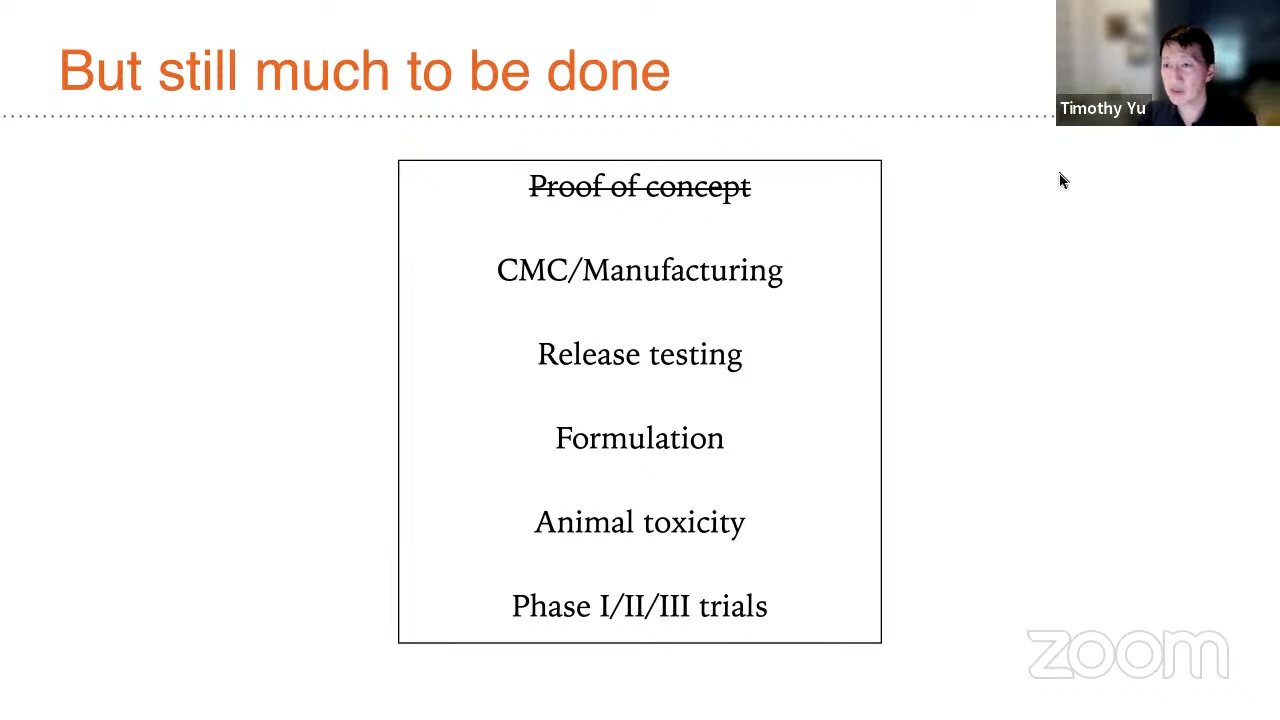 But still much to be done
Timothy Yu
Proof of concept
CMC/Manufacturing
Release testing
Formulation
Animal toxicity
Phase I/II/III trials
zoom